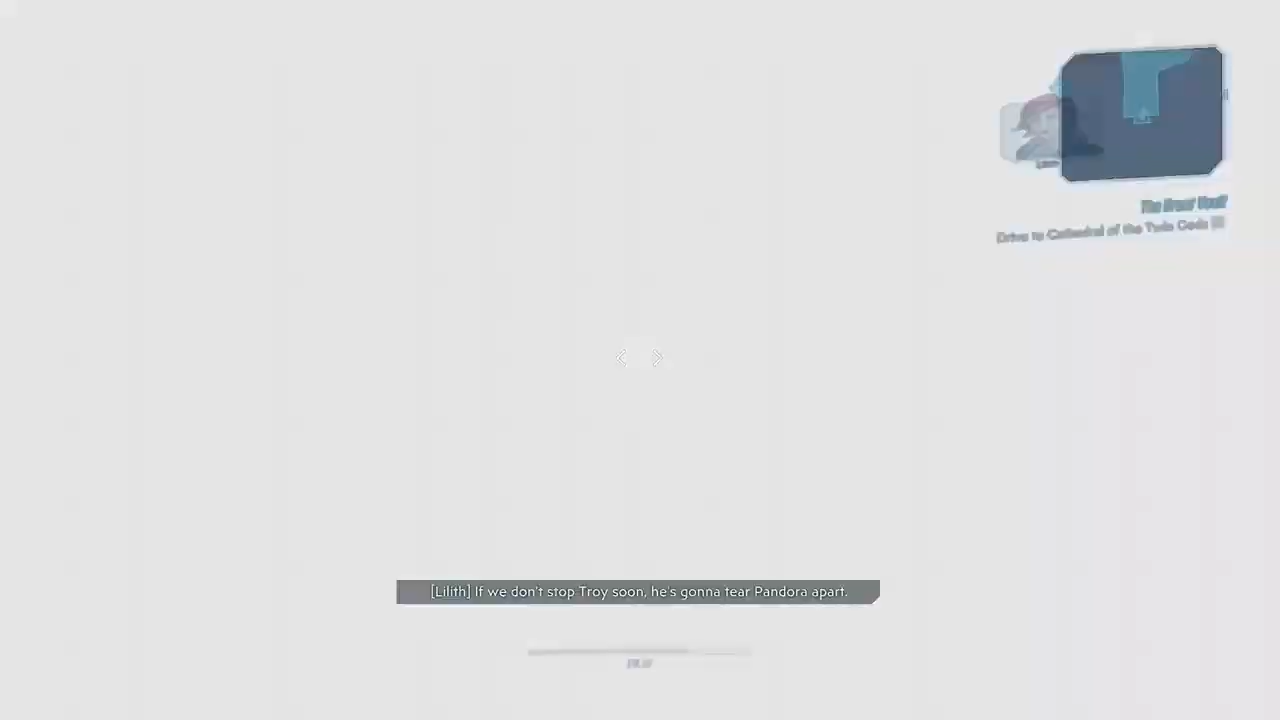 The Great Vault
Drive to Cathedral of the Twin Gods
[Lilith] If we don't stop Troy soon, he's gonna tear Pandora apart.